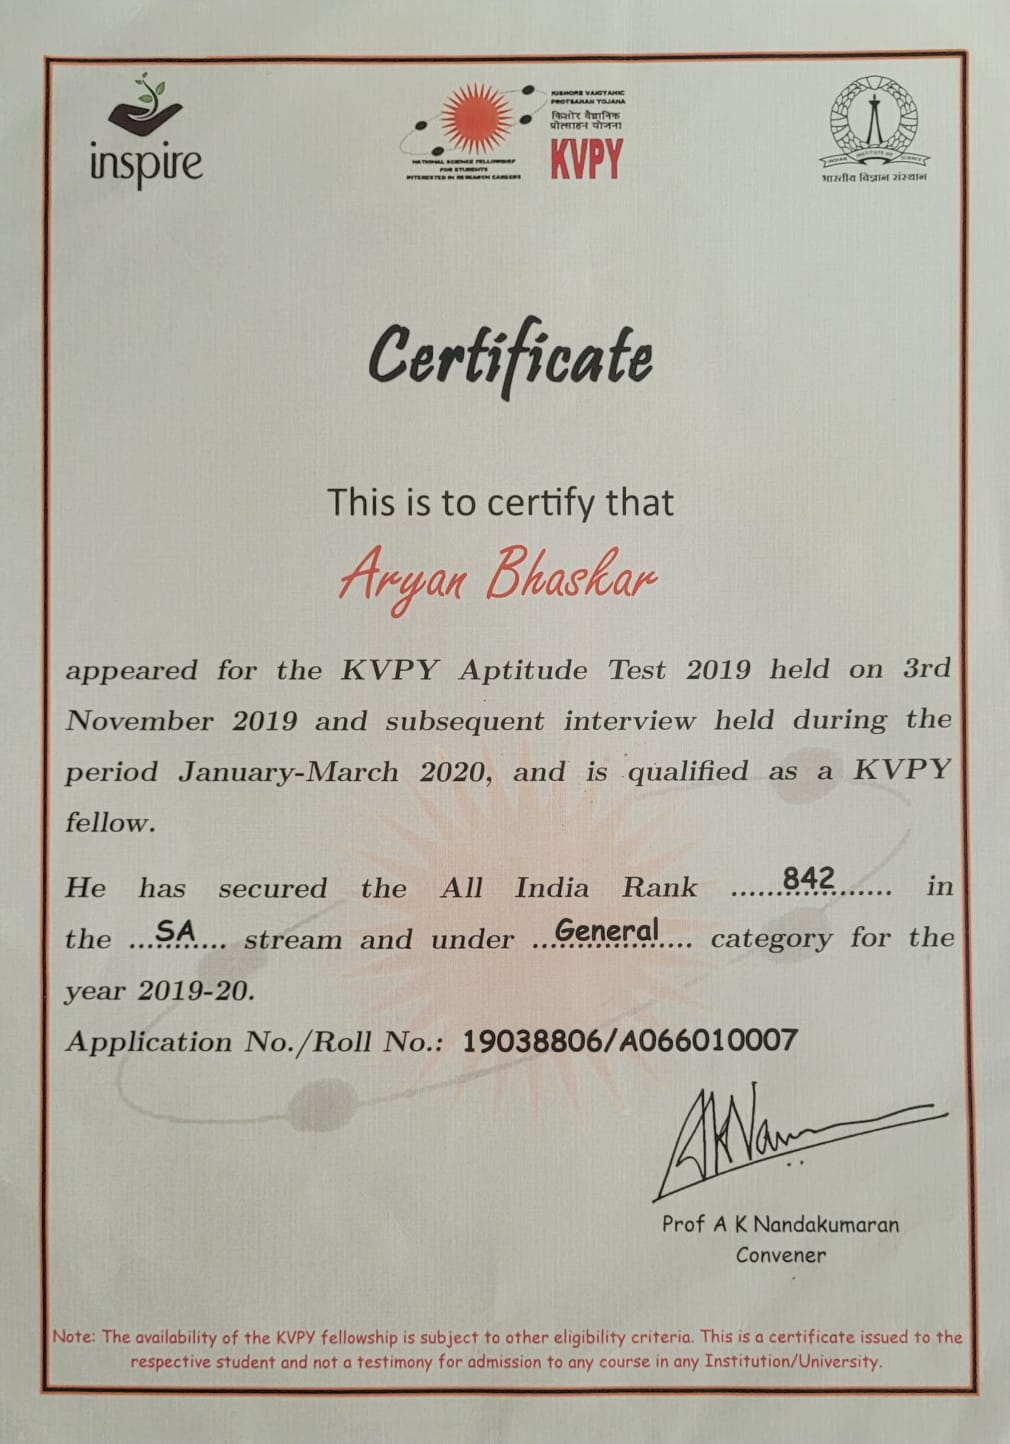 inspire
NATIONAL SCIENCE FELLOWSHIP
FOR STUDENTS
INTERESTED IN RESEARCH CAREERS
KISHORE VAIGYANIC
PROTSAHAN YOJANA
किशोर वैज्ञानिक
प्रोत्साहन योजना
KVPY
INDIAN INSTITUTE OF SCIENCE
भारतीय विज्ञान संस्थान
Certificate
This is to certify that
Aryan Bhaskar
appeared for the KVPY Aptitude Test 2019 held on 3rd
November 2019 and subsequent interview held during the
period January-March 2020, and is qualified as a KVPY
fellow.
He has secured the All India Rank ......842...... in
the ...SA... stream and under ...General... category for the
year 2019-20.
Application No./Roll No.: 19038806/A066010007
Prof A K Nandakumaran
Convener
Note: The availability of the KVPY fellowship is subject to other eligibility criteria. This is a certificate issued to the
respective student and not a testimony for admission to any course in any Institution/University.